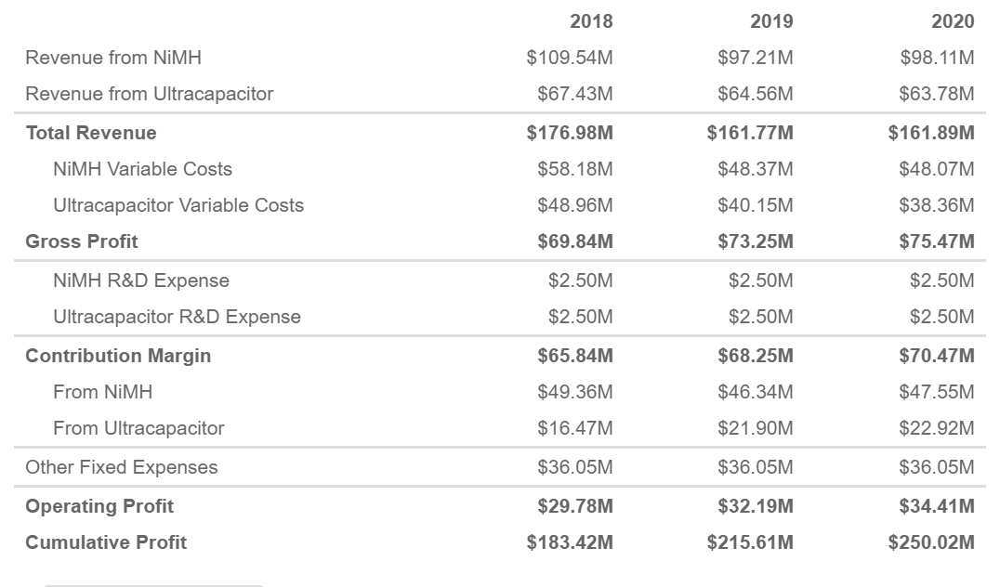 2018 2019 2020
Revenue from NiMH $109.54M $97.21M $98.11M
Revenue from Ultracapacitor $67.43M $64.56M $63.78M
Total Revenue $176.98M $161.77M $161.89M
NiMH Variable Costs $58.18M $48.37M $48.07M
Ultracapacitor Variable Costs $48.96M $40.15M $38.36M
Gross Profit $69.84M $73.25M $75.47M
NiMH R&D Expense $2.50M $2.50M $2.50M
Ultracapacitor R&D Expense $2.50M $2.50M $2.50M
Contribution Margin $65.84M $68.25M $70.47M
From NiMH $49.36M $46.34M $47.55M
From Ultracapacitor $16.47M $21.90M $22.92M
Other Fixed Expenses $36.05M $36.05M $36.05M
Operating Profit $29.78M $32.19M $34.41M
Cumulative Profit $183.42M $215.61M $250.02M